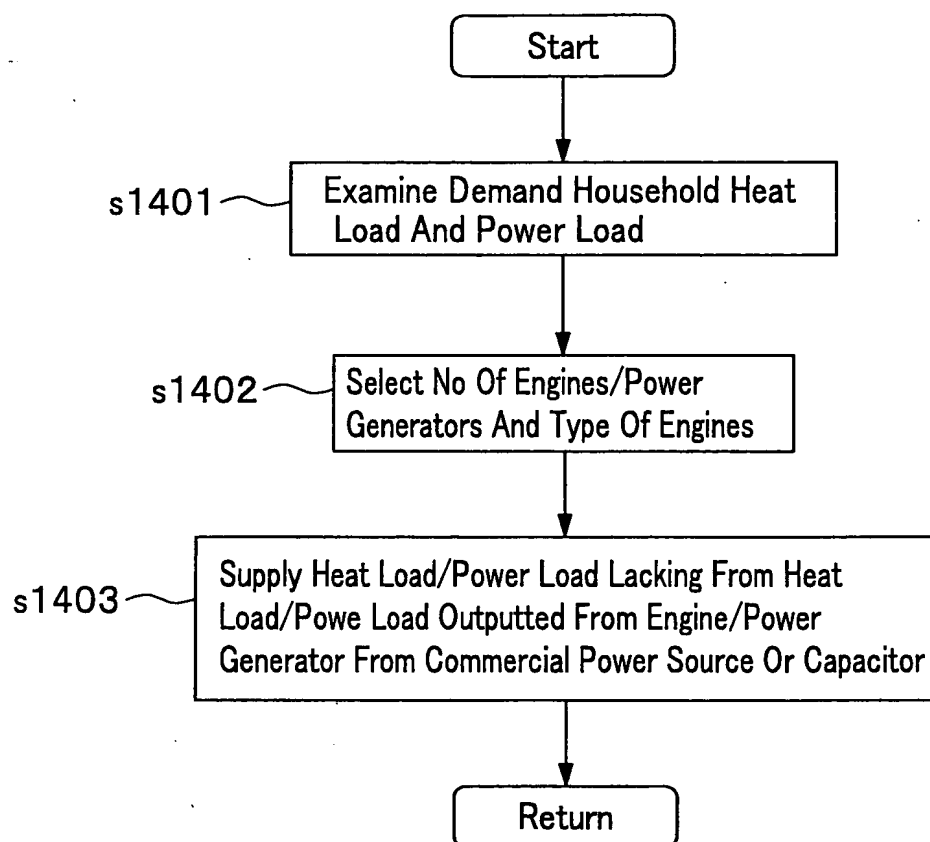 Start
s1401
Examine Demand Household Heat
Load And Power Load
s1402
Select No Of Engines/Power
Generators And Type Of Engines
s1403
Supply Heat Load/Power Load Lacking From Heat
Load/Powe Load Outputted From Engine/Power
Generator From Commercial Power Source Or Capacitor
Return